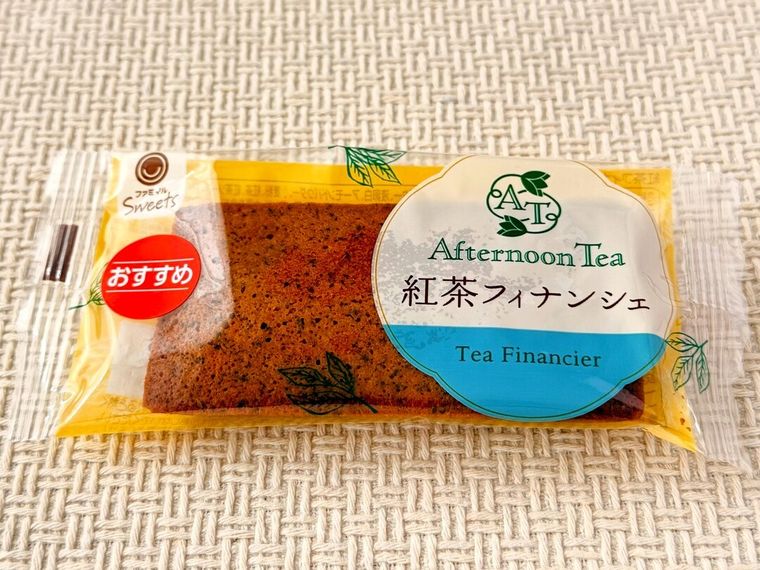 ファミマル
Sweets
おすすめ
AT
Afternoon Tea
紅茶フィナンシェ
Tea Financier